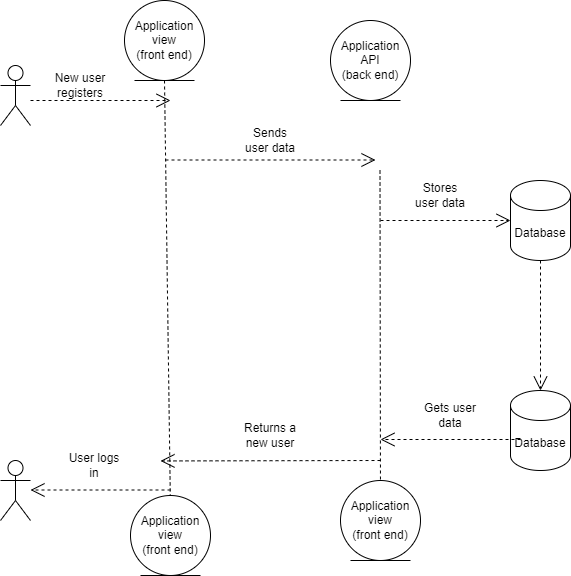 Application
view
(front end)
Application
API
(back end)
New user
registers
Sends
user data
Stores
user data
Database
Gets user
data
Database
Returns a
new user
User logs
in
Application
view
(front end)
Application
view
(front end)